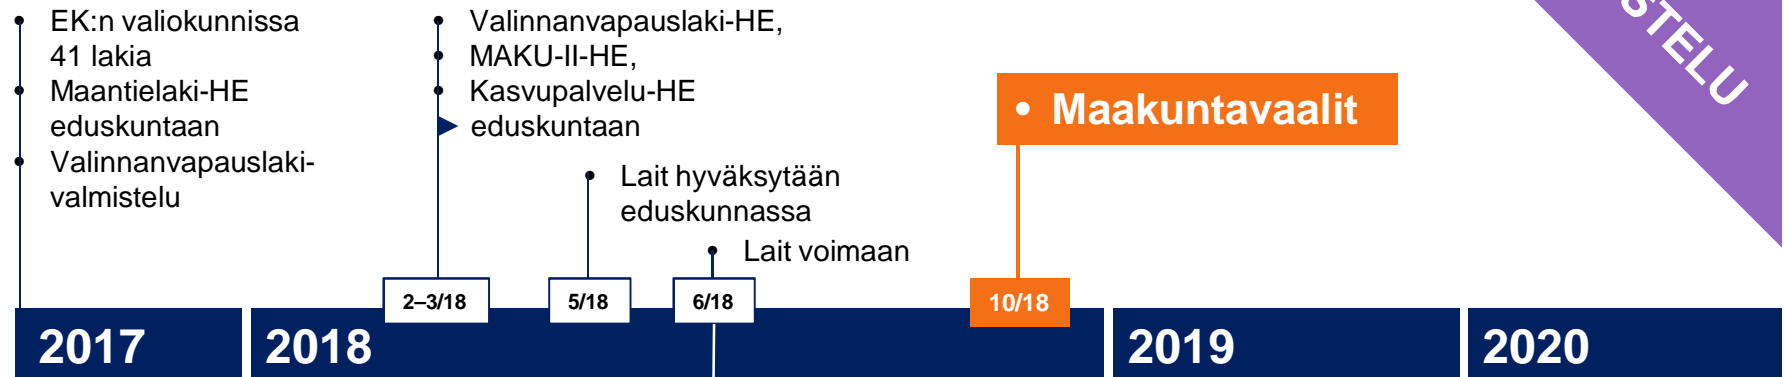 • EK:n valiokunnissa
41 lakia
• Maantielaki-HE
eduskuntaan
• Valinnanvapauslaki-
valmistelu
• Valinnanvapauslaki-HE,
• MAKU-II-HE,
• Kasvupalvelu-HE
eduskuntaan
• Lait hyväksytään
eduskunnassa
• Lait voimaan
• Maakuntavaalit
2–3/18
5/18
6/18
10/18
2017
2018
2019
2020